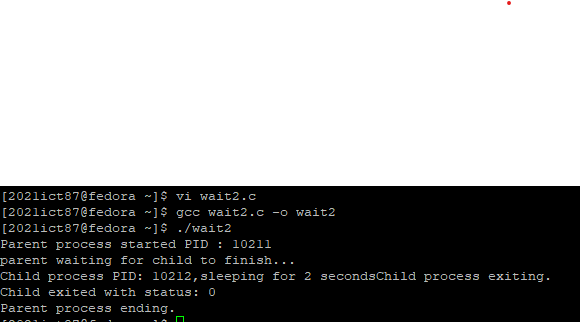 [2021ict87@fedora ~]$ vi wait2.c
[2021ict87@fedora ~]$ gcc wait2.c -o wait2
[2021ict87@fedora ~]$ ./wait2
Parent process started PID : 10211
parent waiting for child to finish...
Child process PID: 10212,sleeping for 2 secondsChild process exiting.
Child exited with status: 0
Parent process ending.
[2021ict87@fedora ~]$